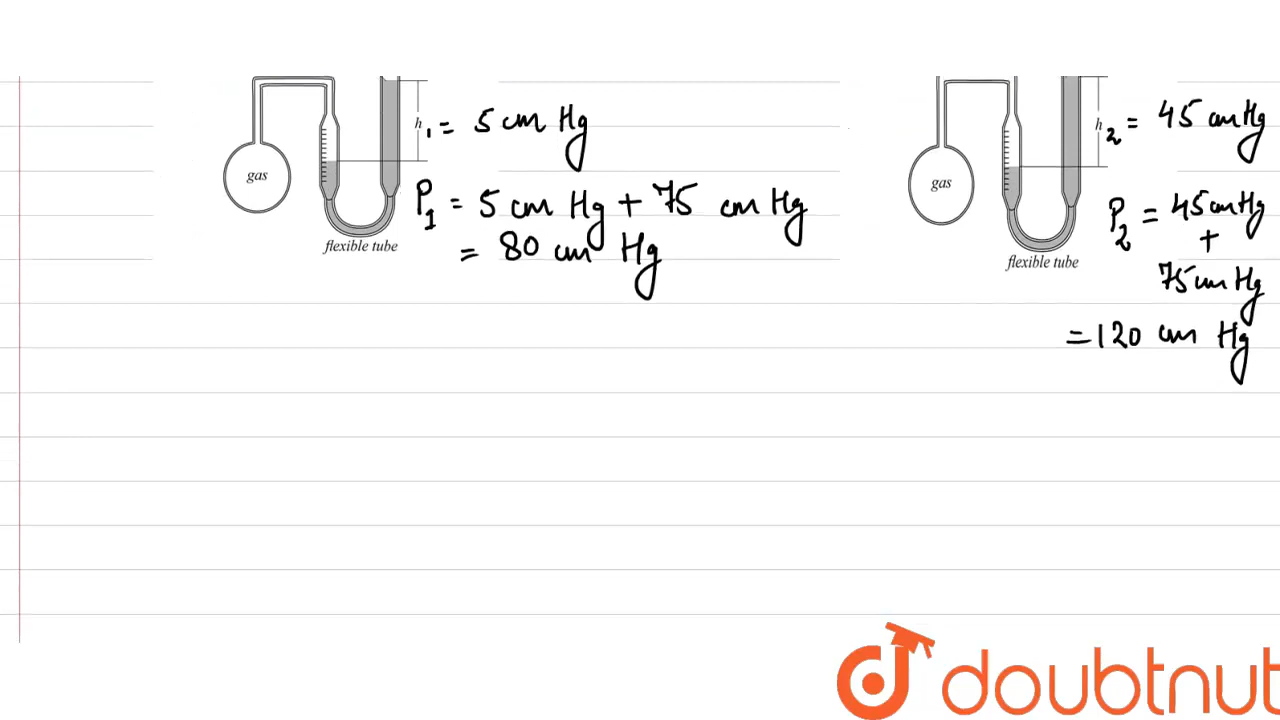 h₁ = 5 cm Hg
gas
P₁ = 5 cm Hg + 75 cm Hg
= 80 cm Hg
flexible tube
h₂ = 45 cm Hg
gas
P₂ = 45 cm Hg
+
75 cm Hg
flexible tube
= 120 cm Hg
doubtnut